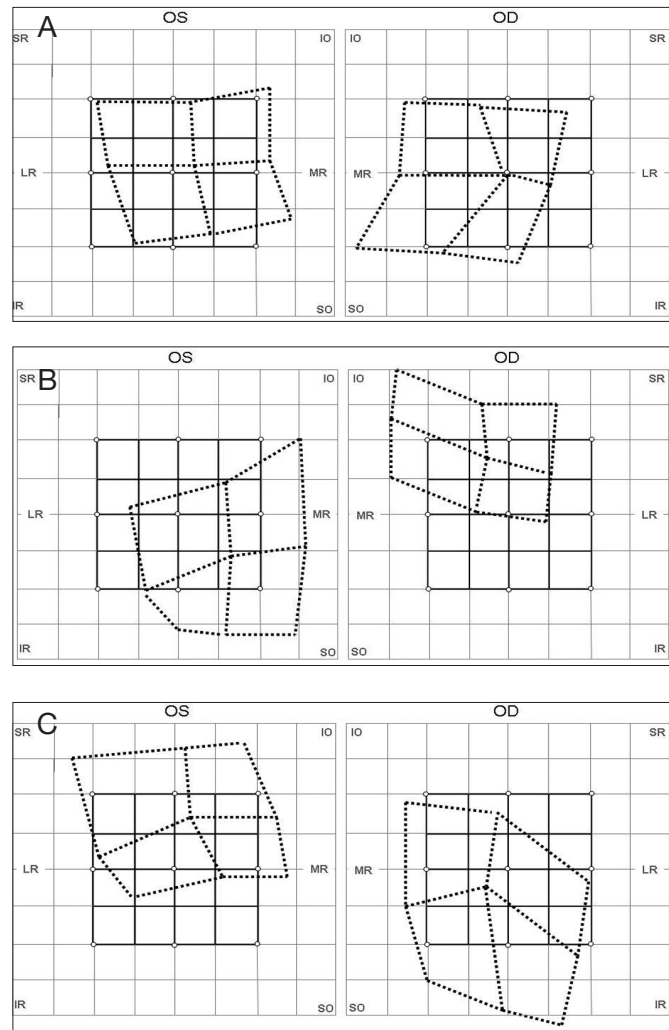 A OS OD
SR IO SR
LR MR MR LR
IR SO SO IR
B OS OD
SR IO IO SR
LR MR MR LR
IR SO SO IR
C OS OD
SR IO IO SR
LR MR MR LR
IR SO SO IR